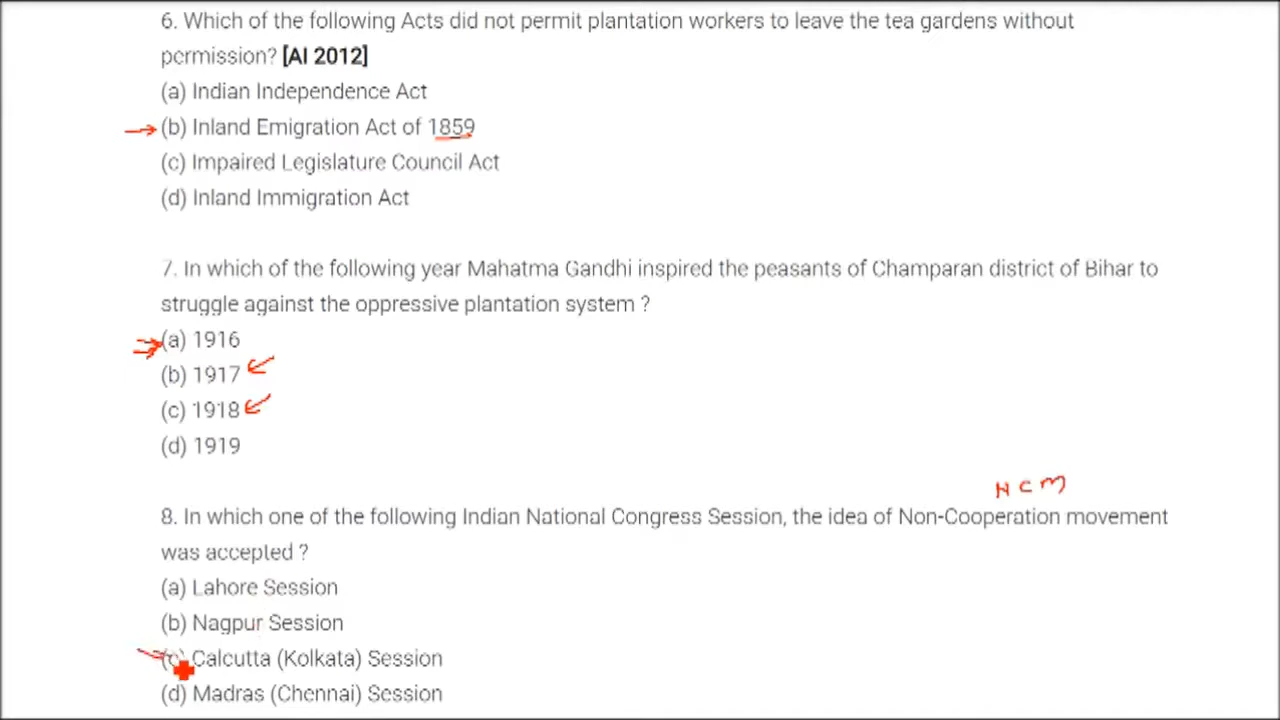 6. Which of the following Acts did not permit plantation workers to leave the tea gardens without
permission? [AI 2012]
(a) Indian Independence Act
(b) Inland Emigration Act of 1859
(c) Impaired Legislature Council Act
(d) Inland Immigration Act
7. In which of the following year Mahatma Gandhi inspired the peasants of Champaran district of Bihar to
struggle against the oppressive plantation system ?
(a) 1916
(b) 1917
(c) 1918
(d) 1919
N C M
8. In which one of the following Indian National Congress Session, the idea of Non-Cooperation movement
was accepted ?
(a) Lahore Session
(b) Nagpur Session
(c) Calcutta (Kolkata) Session
(d) Madras (Chennai) Session